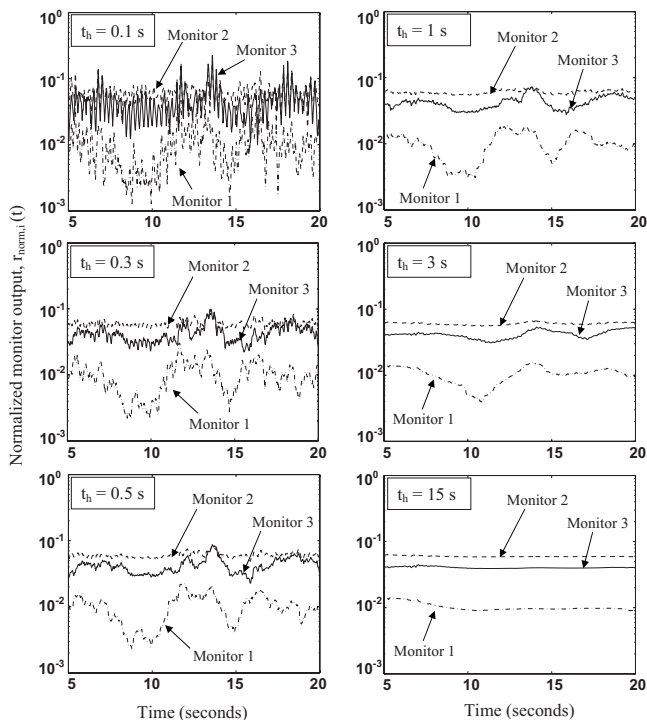 Normalized monitor output, r_norm,i (t)
t_h = 0.1 s
Monitor 2
Monitor 3
Monitor 1
10^0
10^-1
10^-2
10^-3
5 10 15 20
t_h = 1 s
Monitor 2
Monitor 3
Monitor 1
10^0
10^-1
10^-2
10^-3
5 10 15 20
t_h = 0.3 s
Monitor 2
Monitor 3
Monitor 1
10^0
10^-1
10^-2
10^-3
5 10 15 20
t_h = 3 s
Monitor 2
Monitor 3
Monitor 1
10^0
10^-1
10^-2
10^-3
5 10 15 20
t_h = 0.5 s
Monitor 2
Monitor 3
Monitor 1
10^0
10^-1
10^-2
10^-3
5 10 15 20
Time (seconds)
t_h = 15 s
Monitor 2
Monitor 3
Monitor 1
10^0
10^-1
10^-2
10^-3
5 10 15 20
Time (seconds)